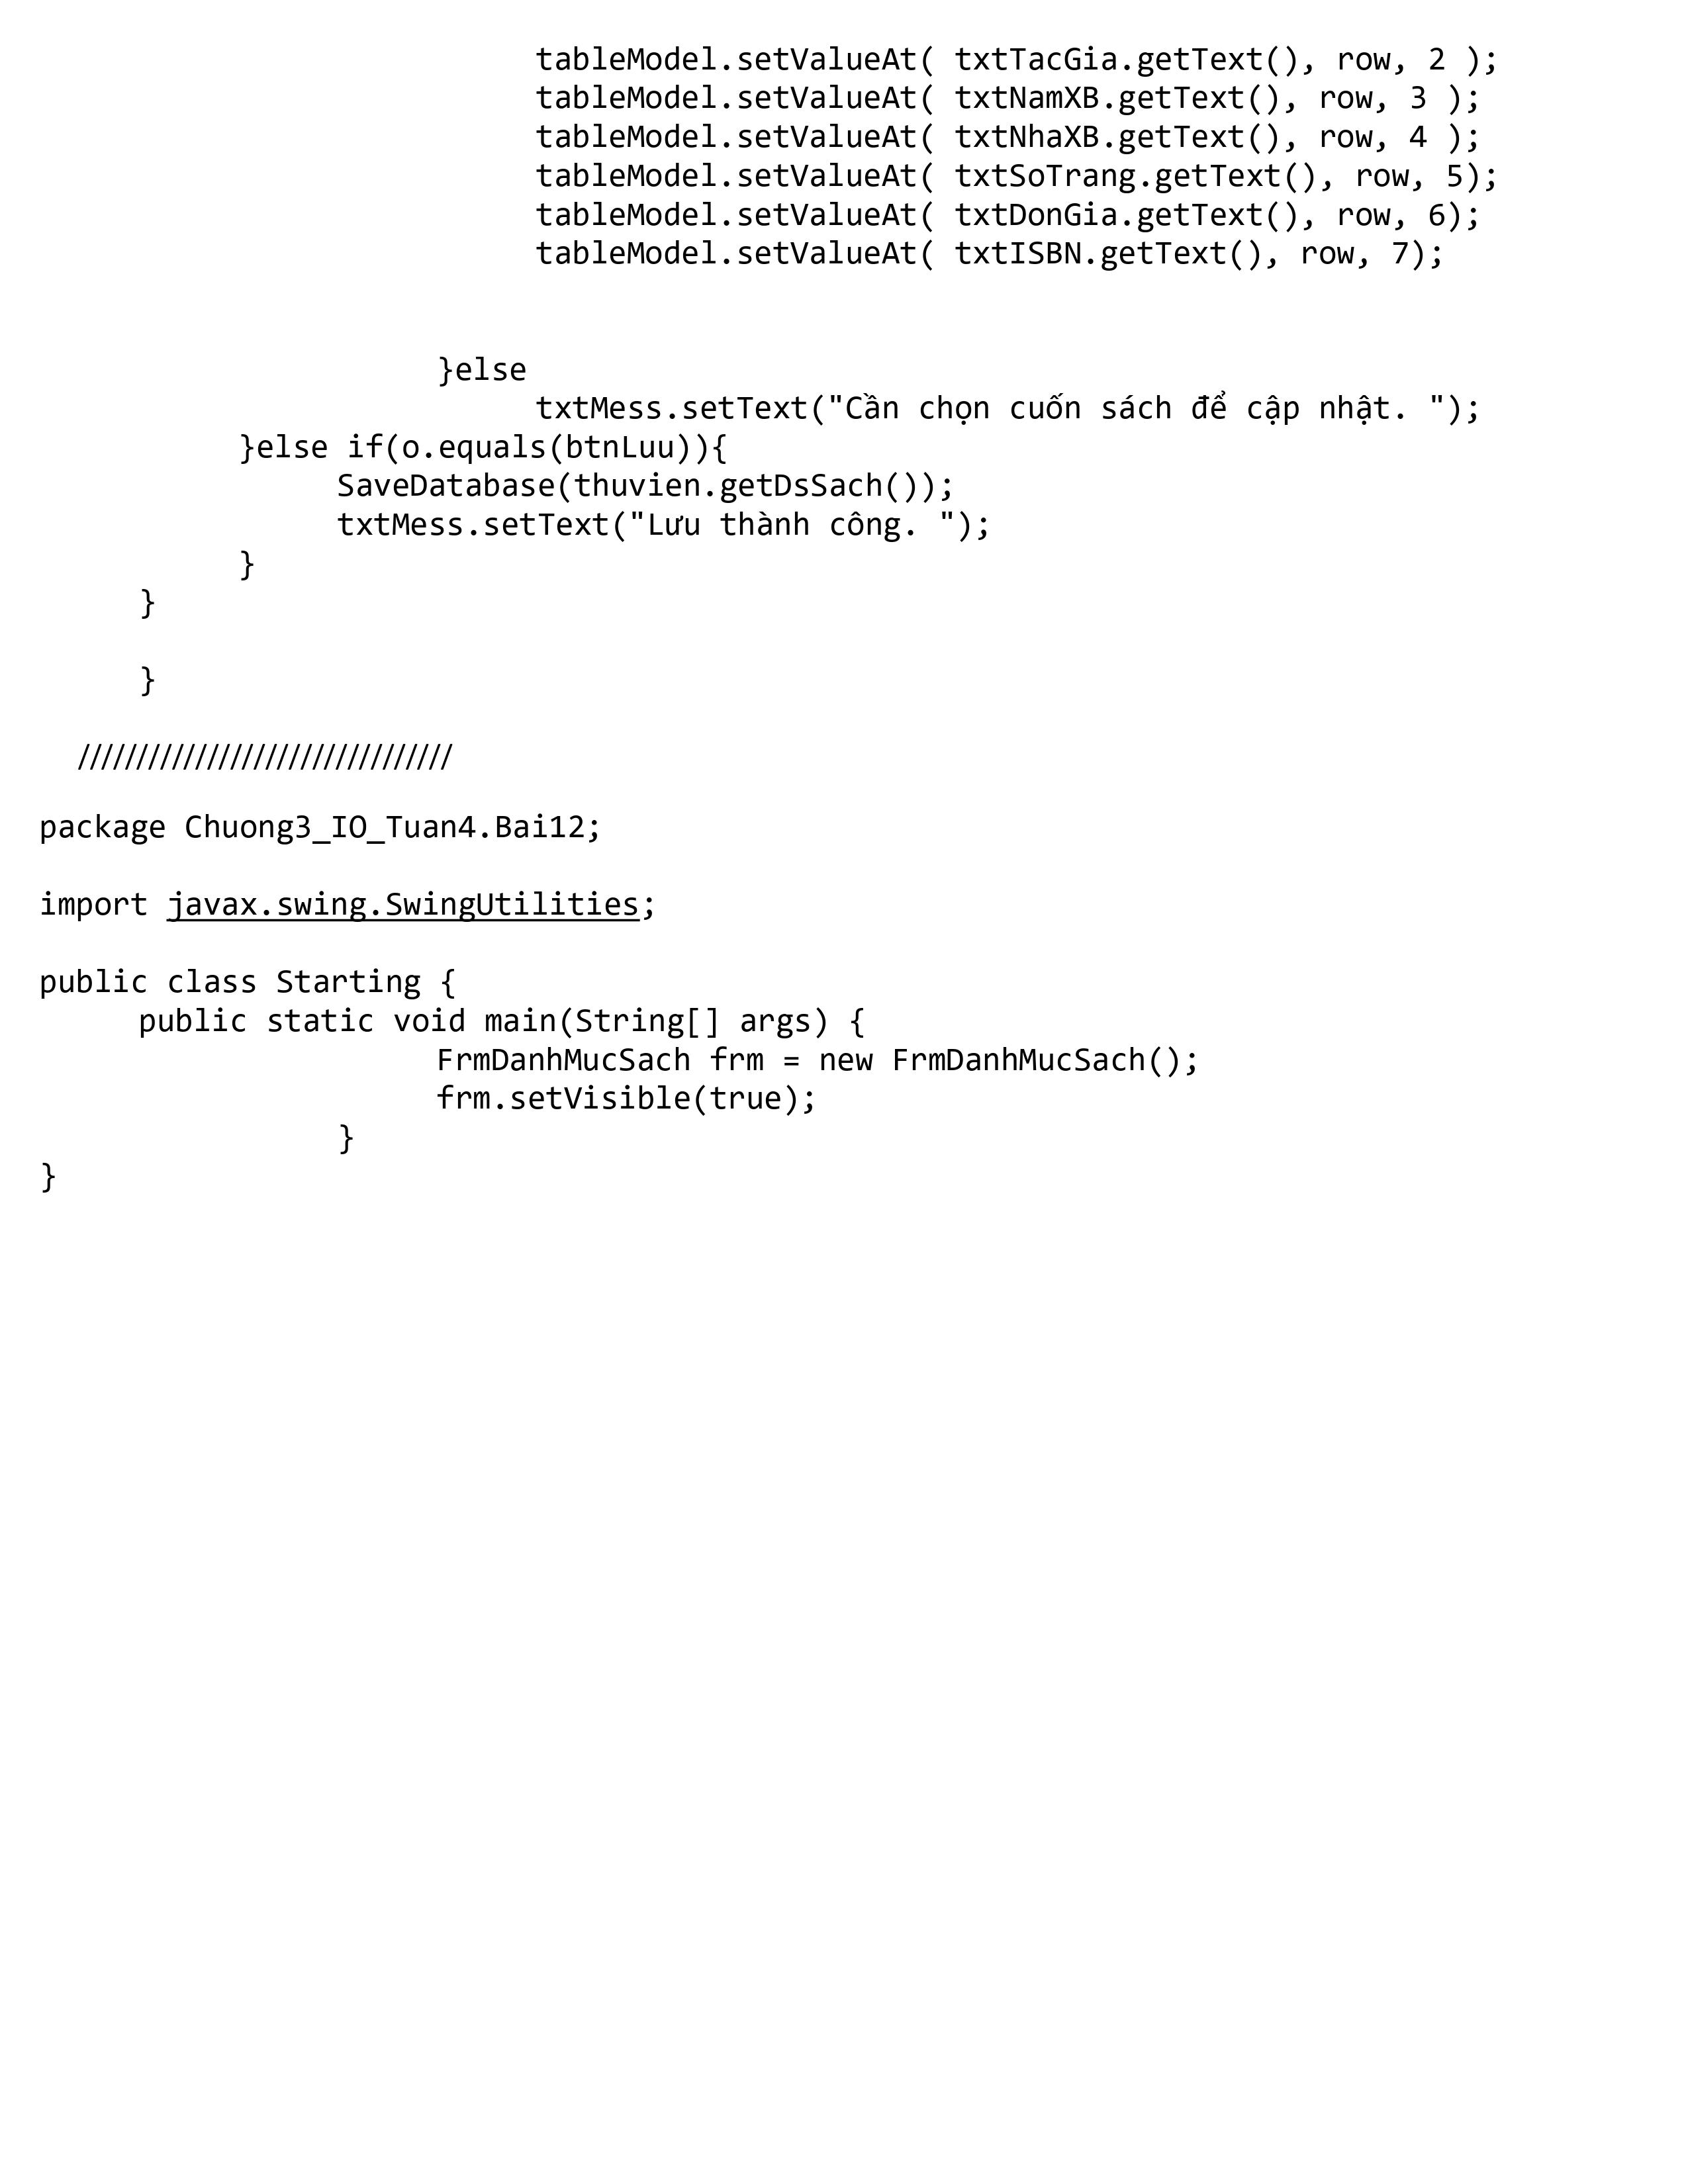 tableModel.setValueAt( txtTacGia.getText(), row, 2 );
tableModel.setValueAt( txtNamXB.getText(), row, 3 );
tableModel.setValueAt( txtNhaXB.getText(), row, 4 );
tableModel.setValueAt( txtSoTrang.getText(), row, 5);
tableModel.setValueAt( txtDonGia.getText(), row, 6);
tableModel.setValueAt( txtISBN.getText(), row, 7);
}else
txtMess.setText("Cần chọn cuốn sách để cập nhật. ");
}else if(o.equals(btnLuu)){
SaveDatabase(thuvien.getDsSach());
txtMess.setText("Lưu thành công. ");
}
}
}
////////////////////////////////
package Chuong3_IO_Tuan4.Bai12;
import javax.swing.SwingUtilities;
public class Starting {
public static void main(String[] args) {
FrmDanhMucSach frm = new FrmDanhMucSach();
frm.setVisible(true);
}
}